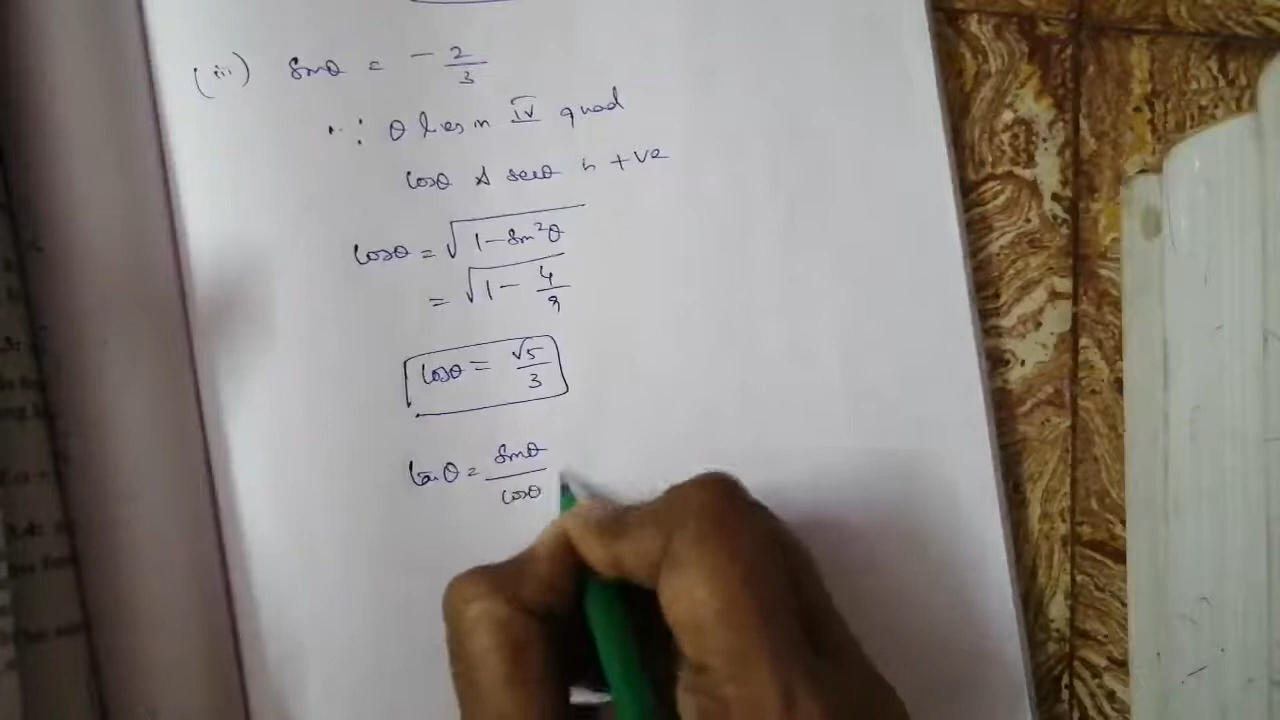 (iii) Sinθ = - 2/3
∵ θ lies in IV quad
cosθ & secθ is +ve
cosθ = √(1 - Sin²θ)
= √(1 - 4/9)
cosθ = √5/3
tanθ = Sinθ/cosθ